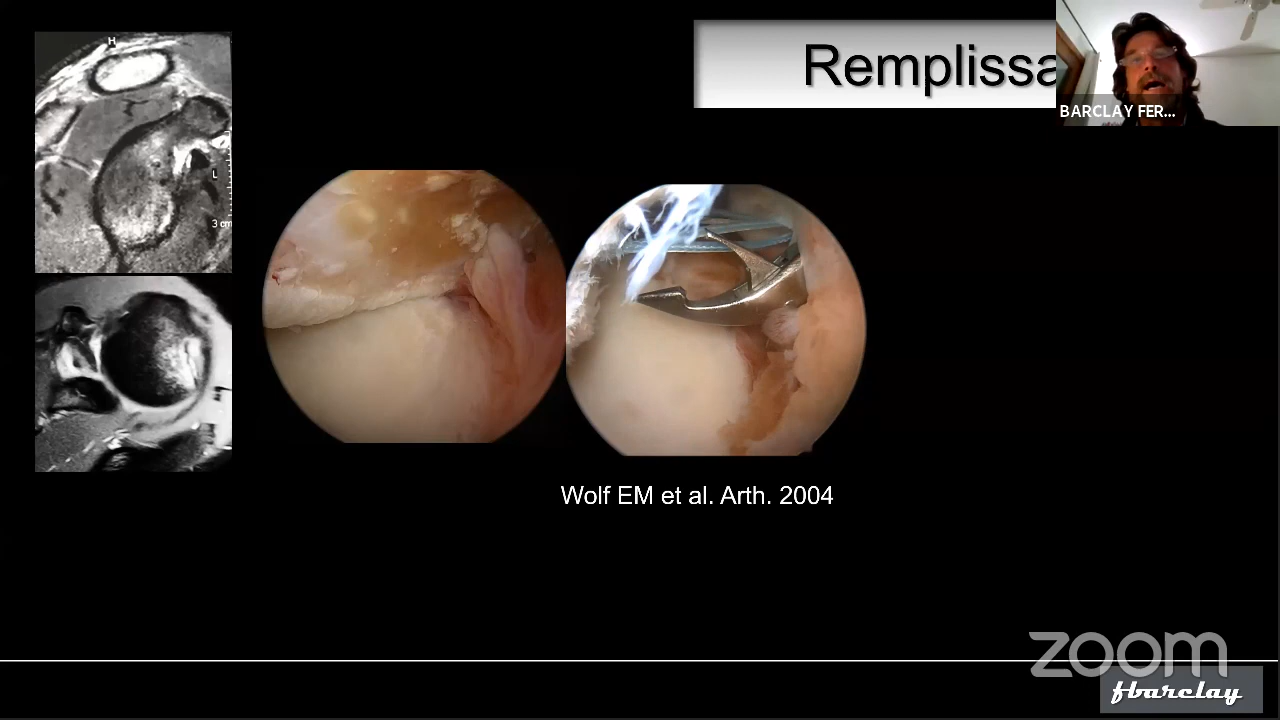 Remplissa
BARCLAY FER...
H
L
3 cm
Wolf EM et al. Arth. 2004
zoom
fbarclay